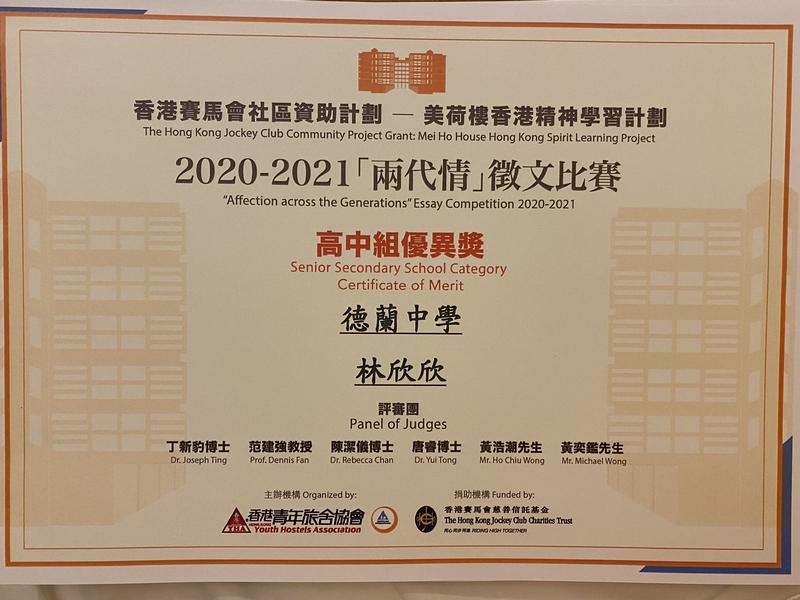 香港賽馬會社區資助計劃 — 美荷樓香港精神學習計劃
The Hong Kong Jockey Club Community Project Grant: Mei Ho House Hong Kong Spirit Learning Project
2020-2021「兩代情」徵文比賽
“Affection across the Generations” Essay Competition 2020-2021
高中組優異獎
Senior Secondary School Category
Certificate of Merit
德蘭中學
林欣欣
評審團
Panel of Judges
丁新豹博士 范建強教授 陳潔儀博士 唐睿博士 黃浩潮先生 黃奕鑑先生
Dr. Joseph Ting Prof. Dennis Fan Dr. Rebecca Chan Dr. Yui Tong Mr. Ho Chiu Wong Mr. Michael Wong
主辦機構 Organized by: 捐助機構 Funded by:
YHA 香港青年旅舍協會 香港賽馬會慈善信託基金
HONG KONG Youth Hostels Association The Hong Kong Jockey Club Charities Trust
同心 同步 同進 RIDING HIGH TOGETHER